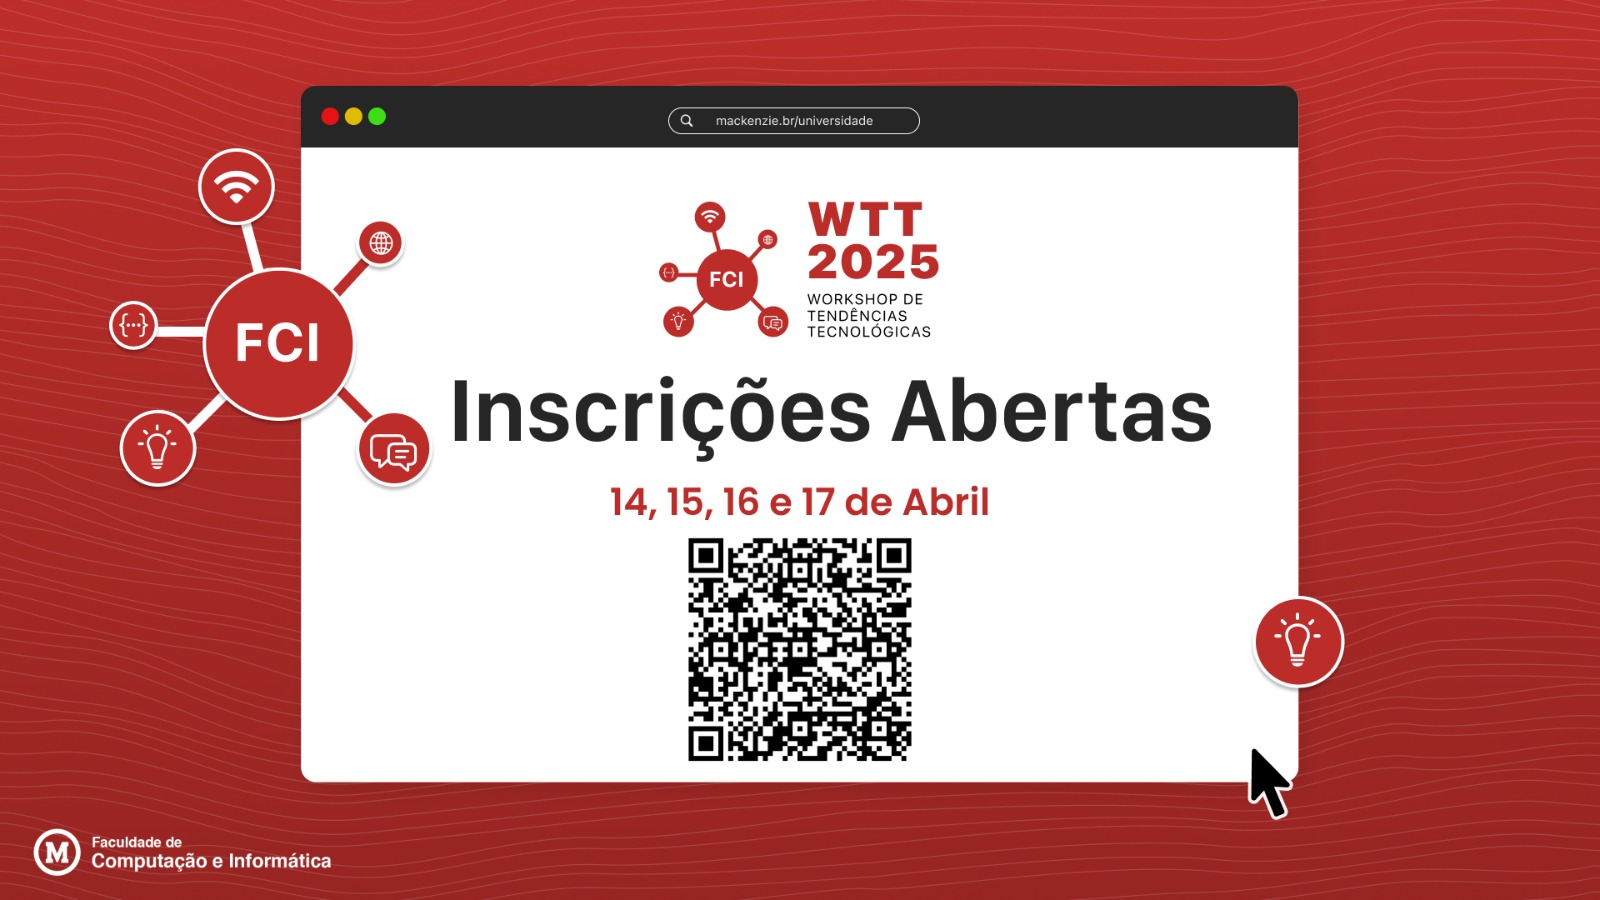 mackenzie.br/universidade
FCI
WTT
2025
WORKSHOP DE
TENDÊNCIAS
TECNOLÓGICAS
FCI
Inscrições Abertas
14, 15, 16 e 17 de Abril
M
Faculdade de
Computação e Informática